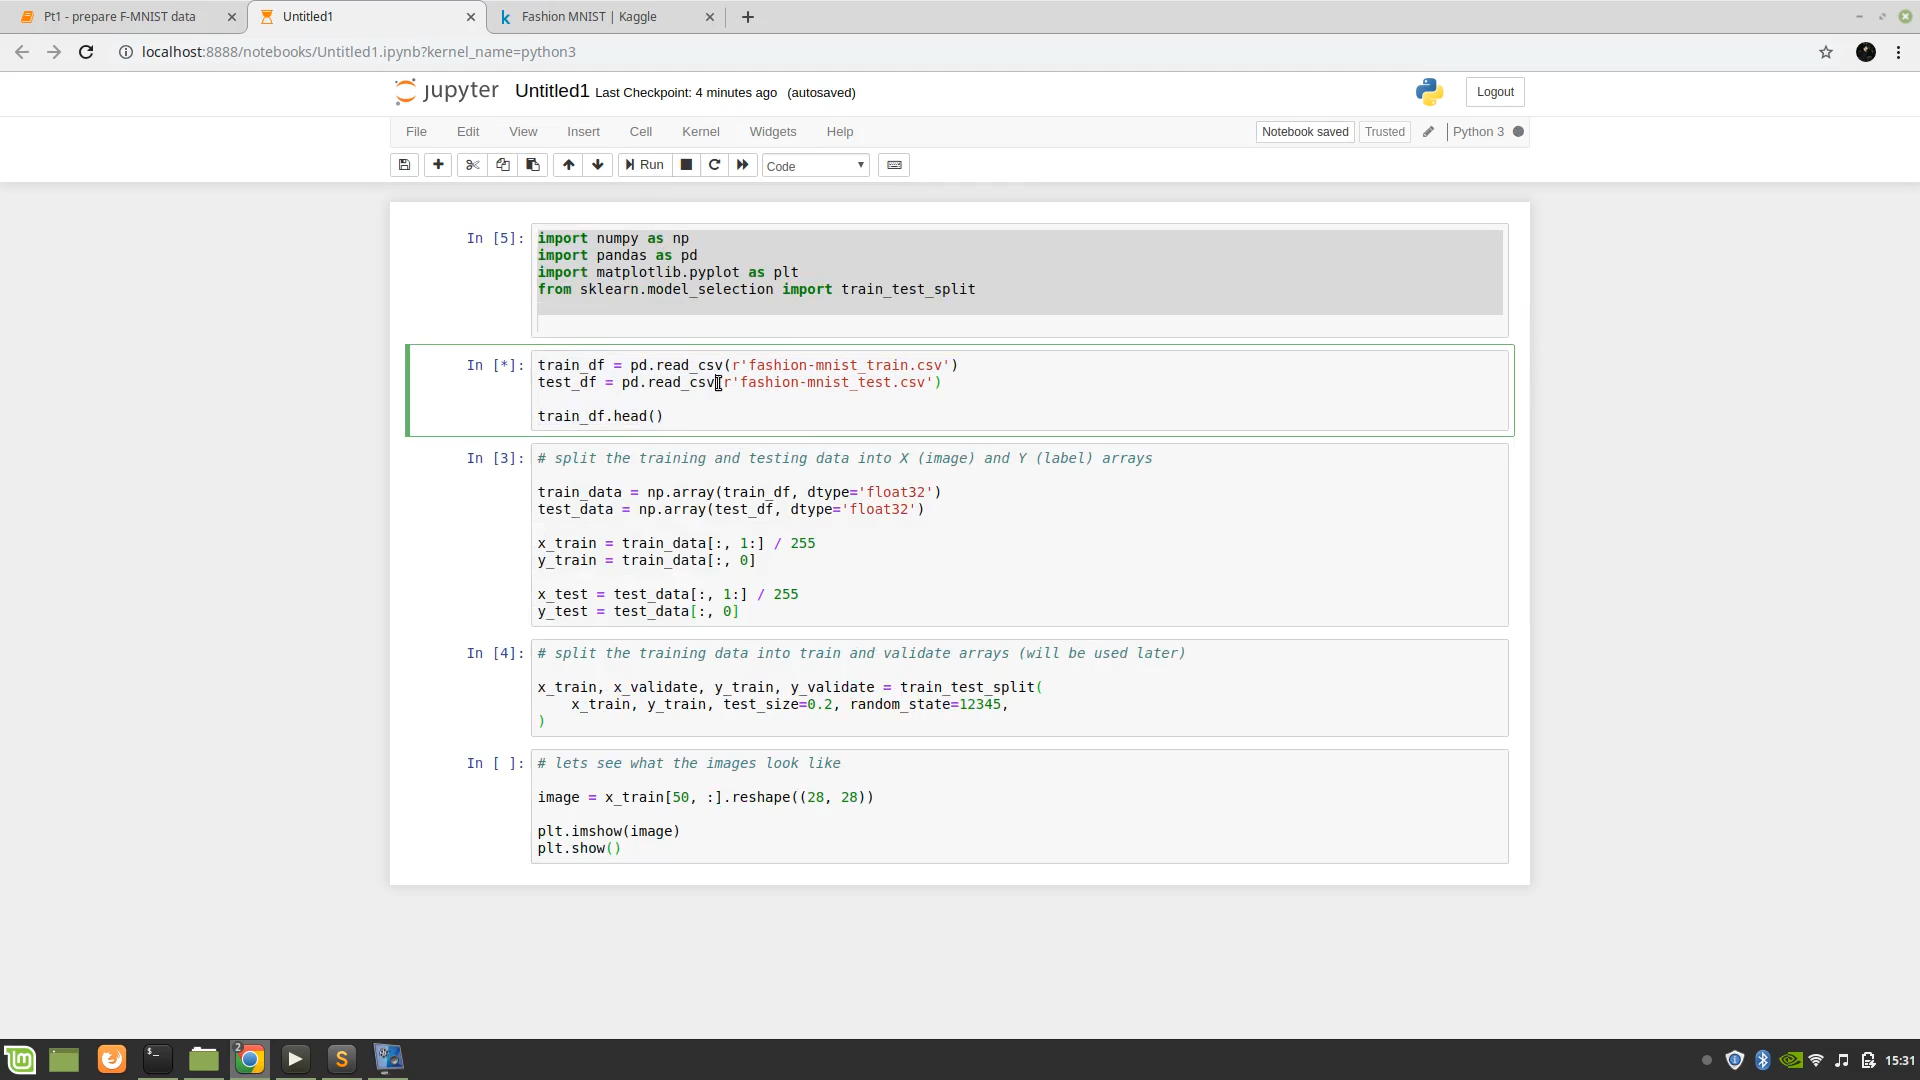 Pt1 - prepare F-MNIST data
Untitled1
Fashion MNIST | Kaggle
localhost:8888/notebooks/Untitled1.ipynb?kernel_name=python3
jupyter Untitled1 Last Checkpoint: 4 minutes ago (autosaved)
Logout
File Edit View Insert Cell Kernel Widgets Help
Notebook saved Trusted Python 3
Run Code
In [5]:
import numpy as np
import pandas as pd
import matplotlib.pyplot as plt
from sklearn.model_selection import train_test_split
In [*]:
train_df = pd.read_csv(r'fashion-mnist_train.csv')
test_df = pd.read_csv(r'fashion-mnist_test.csv')
train_df.head()
In [3]:
# split the training and testing data into X (image) and Y (label) arrays
train_data = np.array(train_df, dtype='float32')
test_data = np.array(test_df, dtype='float32')
x_train = train_data[:, 1:] / 255
y_train = train_data[:, 0]
x_test = test_data[:, 1:] / 255
y_test = test_data[:, 0]
In [4]:
# split the training data into train and validate arrays (will be used later)
x_train, x_validate, y_train, y_validate = train_test_split(
x_train, y_train, test_size=0.2, random_state=12345,
)
In [ ]:
# lets see what the images look like
image = x_train[50, :].reshape((28, 28))
plt.imshow(image)
plt.show()
2
15:31